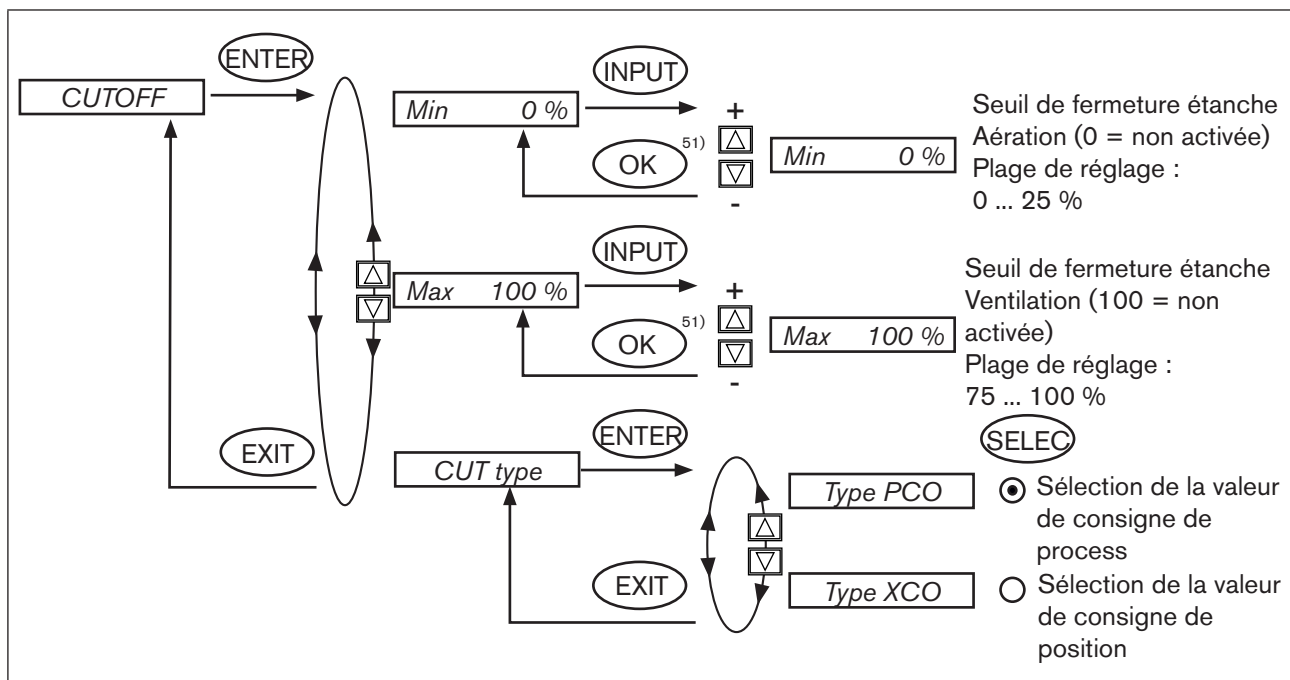 ENTER
CUTOFF
Min 0 %
INPUT
OK 51)
+
-
Min 0 %
Seuil de fermeture étanche
Aération (0 = non activée)
Plage de réglage :
0 ... 25 %
Max 100 %
INPUT
OK 51)
+
-
Max 100 %
Seuil de fermeture étanche
Ventilation (100 = non
activée)
Plage de réglage :
75 ... 100 %
EXIT
CUT type
ENTER
EXIT
SELEC
Type PCO
Sélection de la valeur
de consigne de
process
Type XCO
Sélection de la valeur
de consigne de
position